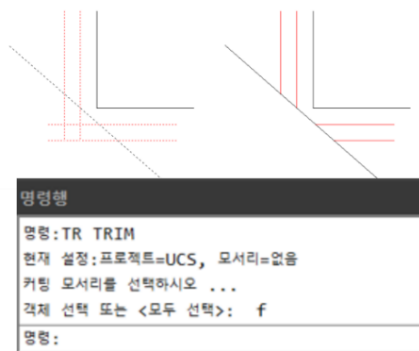 명령행
명령:TR TRIM
현재 설정:프로젝트=UCS, 모서리=없음
커팅 모서리를 선택하시오 ...
객체 선택 또는 <모두 선택>: f
명령: